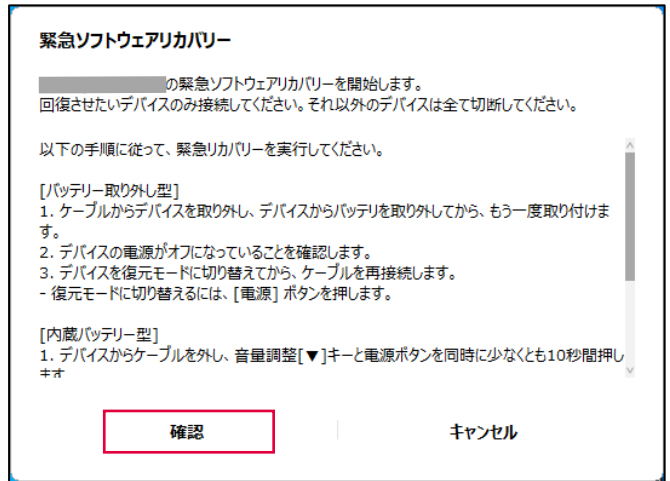 緊急ソフトウェアリカバリー
の緊急ソフトウェアリカバリーを開始します。
回復させたいデバイスのみ接続してください。それ以外のデバイスは全て切断してください。
以下の手順に従って、緊急リカバリーを実行してください。
[バッテリー取り外し型]
1. ケーブルからデバイスを取り外し、デバイスからバッテリを取り外してから、もう一度取り付けま
す。
2. デバイスの電源がオフになっていることを確認します。
3. デバイスを復元モードに切り替えてから、ケーブルを再接続します。
- 復元モードに切り替えるには、[電源] ボタンを押します。
[内蔵バッテリー型]
1. デバイスからケーブルを外し、音量調整[▼]キーと電源ボタンを同時に少なくとも10秒間押し
ます
確認
キャンセル